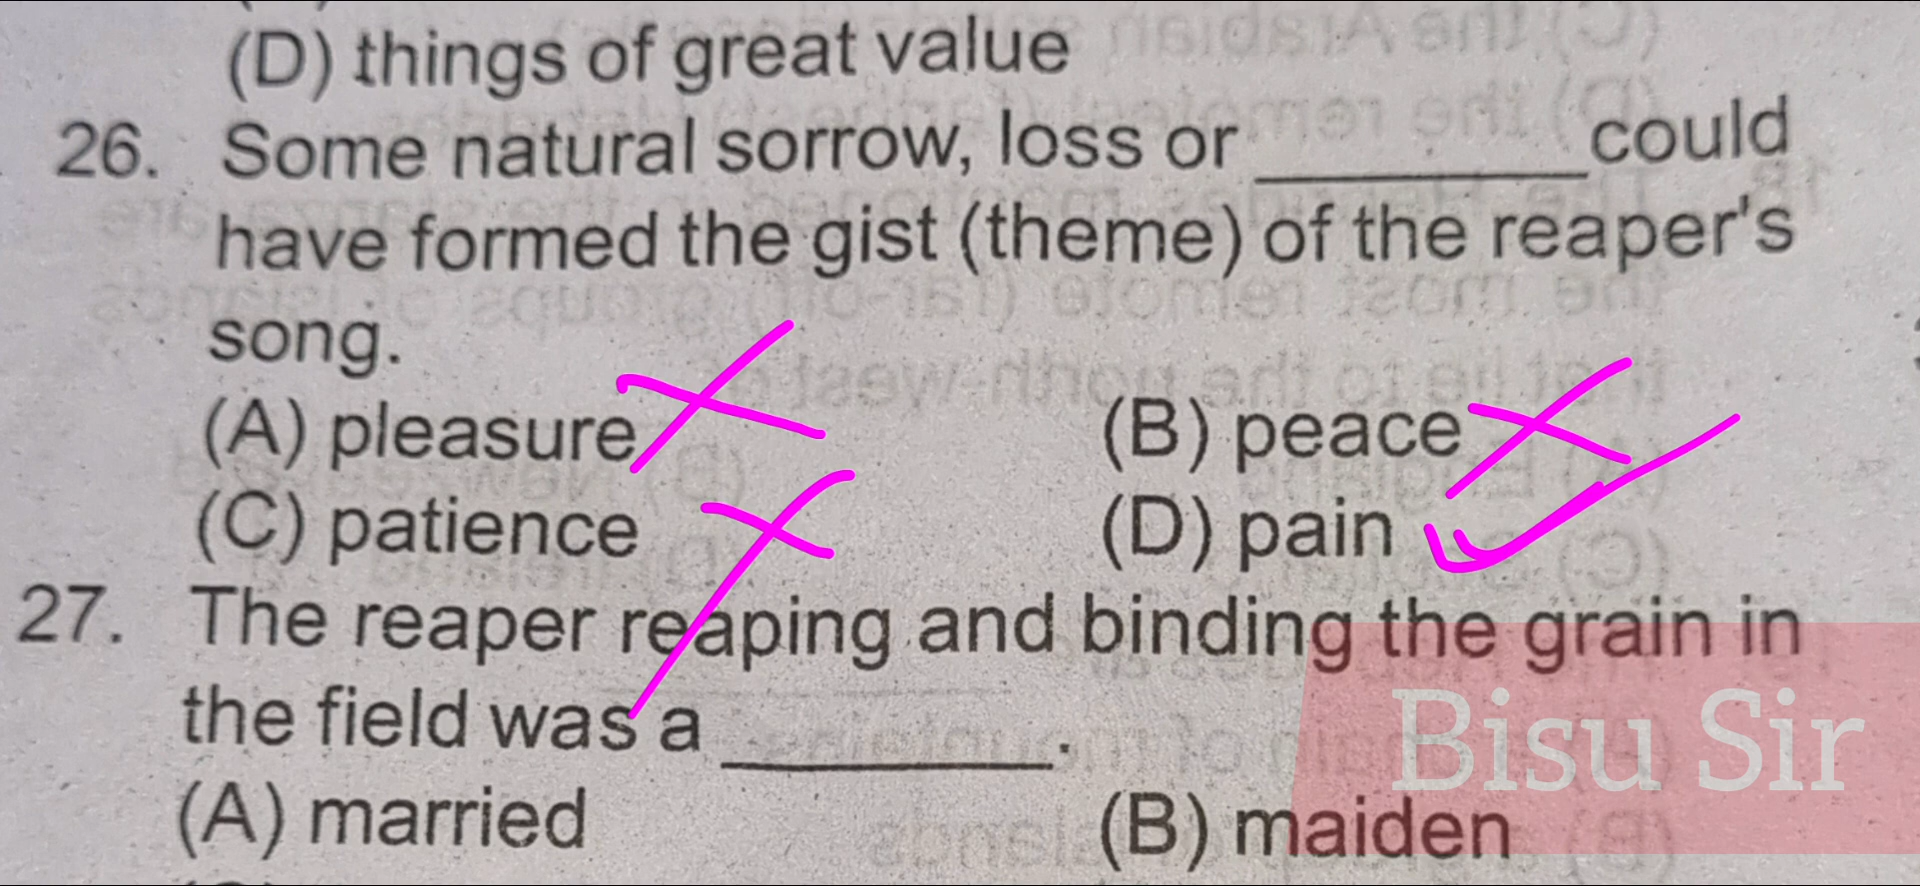 (D) things of great value
26. Some natural sorrow, loss or ________ could
have formed the gist (theme) of the reaper's
song.
(A) pleasure (B) peace
(C) patience (D) pain
27. The reaper reaping and binding the grain in
the field was a ________.
Bisu Sir
(A) married (B) maiden